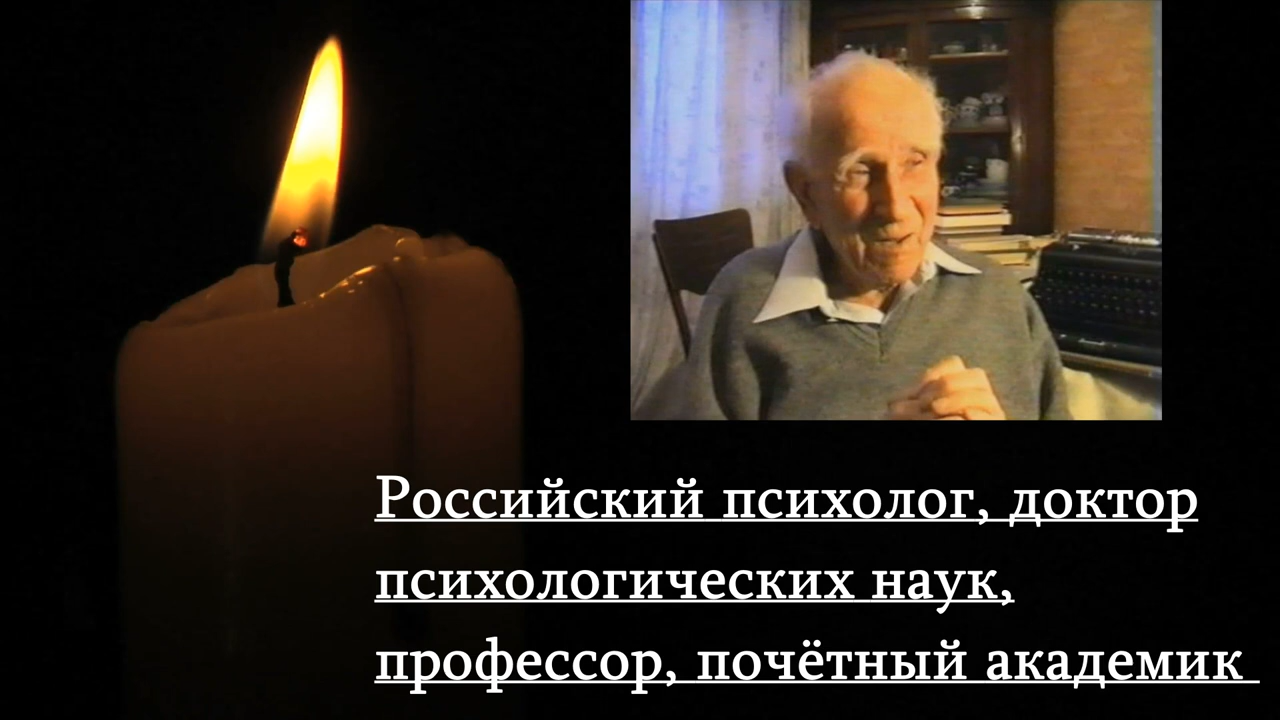 Российский психолог, доктор
психологических наук,
профессор, почётный академик